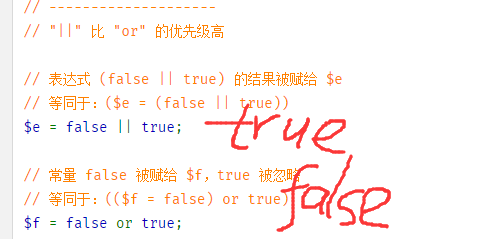 // --------------------
// "||" 比 "or" 的优先级高
// 表达式 (false || true) 的结果被赋给 $e
// 等同于：($e = (false || true))
$e = false || true;
true
// 常量 false 被赋给 $f，true 被忽略
// 等同于：(($f = false) or true)
$f = false or true;
false